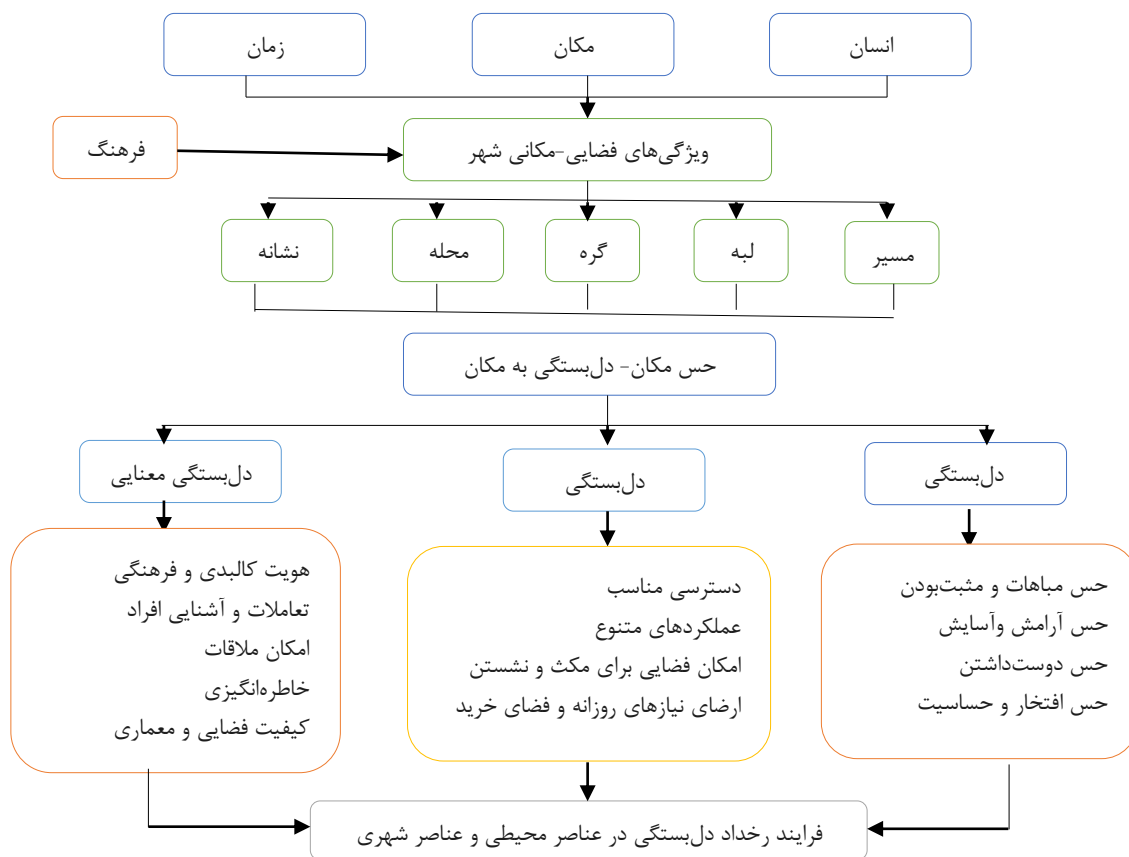 انسان
مکان
زمان
ویژگی‌های فضایی-مکانی شهر
فرهنگ
مسیر
لبه
گره
محله
نشانه
حس مکان- دل‌بستگی به مکان
دل‌بستگی
دل‌بستگی
دل‌بستگی معنایی
حس مباهات و مثبت‌بودن
حس آرامش وآسایش
حس دوست‌داشتن
حس افتخار و حساسیت
دسترسی مناسب
عملکردهای متنوع
امکان فضایی برای مکث و نشستن
ارضای نیازهای روزانه و فضای خرید
هویت کالبدی و فرهنگی
تعاملات و آشنایی افراد
امکان ملاقات
خاطره‌انگیزی
کیفیت فضایی و معماری
فرایند رخداد دل‌بستگی در عناصر محیطی و عناصر شهری